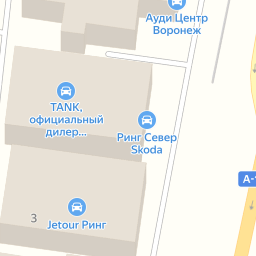 Ауди Центр
Воронеж
TANK,
официальный
дилер...
Ринг Север
Skoda
A-
3
Jetour Ринг